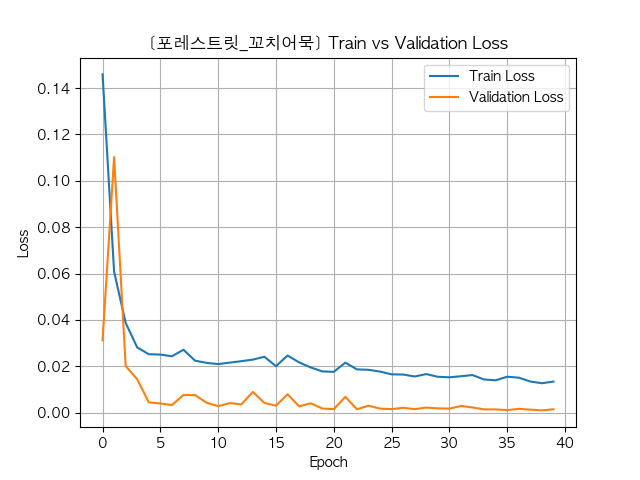 [포레스트릿_꼬치어묵] Train vs Validation Loss
Train Loss
Validation Loss
Loss
0.14
0.12
0.10
0.08
0.06
0.04
0.02
0.00
0 5 10 15 20 25 30 35 40
Epoch